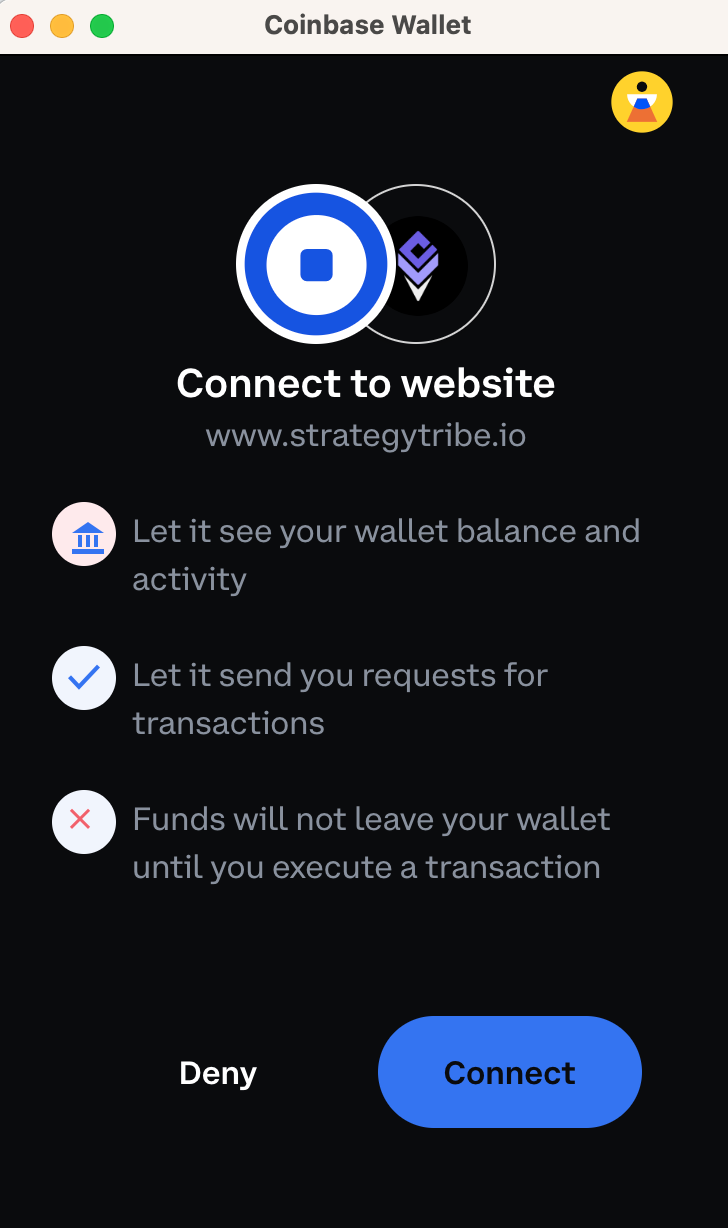 Coinbase Wallet
Connect to website
www.strategytribe.io
Let it see your wallet balance and
activity
Let it send you requests for
transactions
Funds will not leave your wallet
until you execute a transaction
Deny
Connect